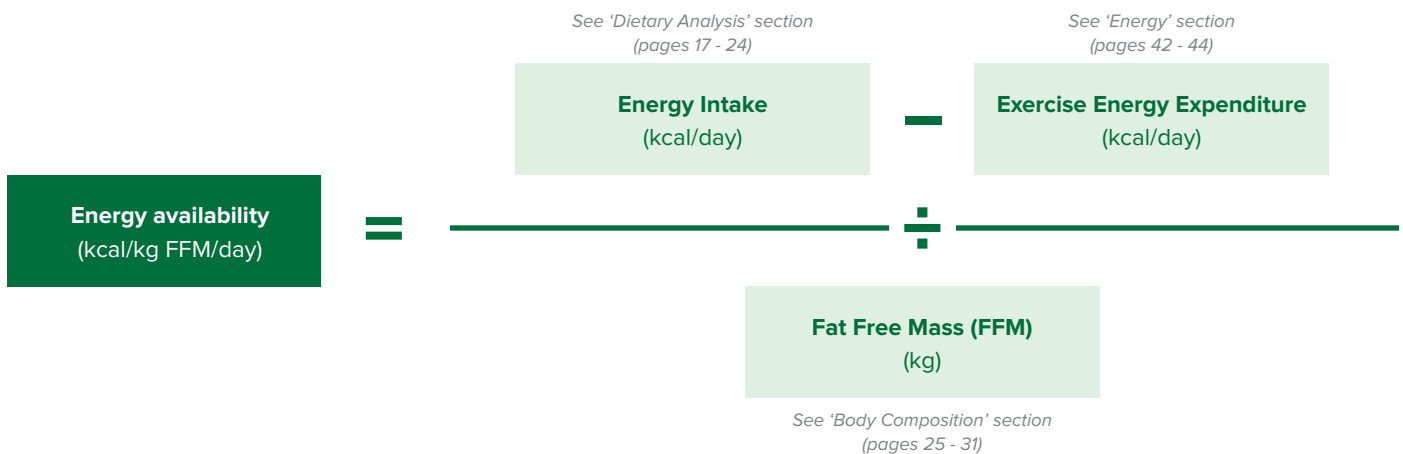 See ‘Dietary Analysis’ section
(pages 17 - 24)
See ‘Energy’ section
(pages 42 - 44)
Energy Intake
(kcal/day)
−
Exercise Energy Expenditure
(kcal/day)
Energy availability
(kcal/kg FFM/day)
=
÷
Fat Free Mass (FFM)
(kg)
See ‘Body Composition’ section
(pages 25 - 31)